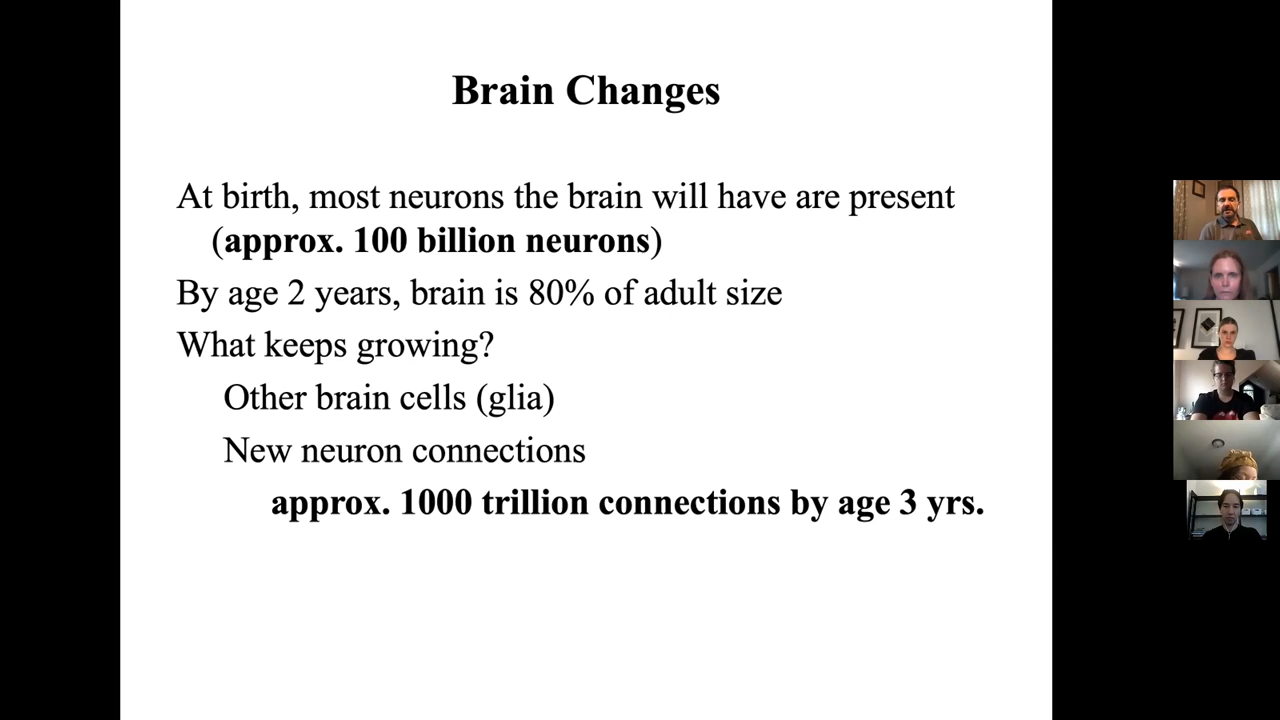 Brain Changes
At birth, most neurons the brain will have are present
(approx. 100 billion neurons)
By age 2 years, brain is 80% of adult size
What keeps growing?
Other brain cells (glia)
New neuron connections
approx. 1000 trillion connections by age 3 yrs.